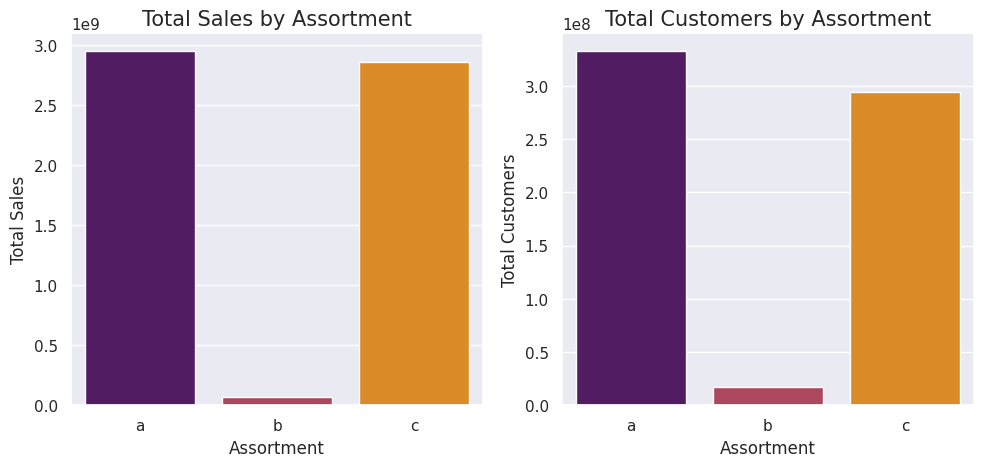 Total Sales by Assortment
1e9
3.0
2.5
2.0
1.5
1.0
0.5
0.0
Total Sales
a
b
c
Assortment
Total Customers by Assortment
1e8
3.0
2.5
2.0
1.5
1.0
0.5
0.0
Total Customers
a
b
c
Assortment